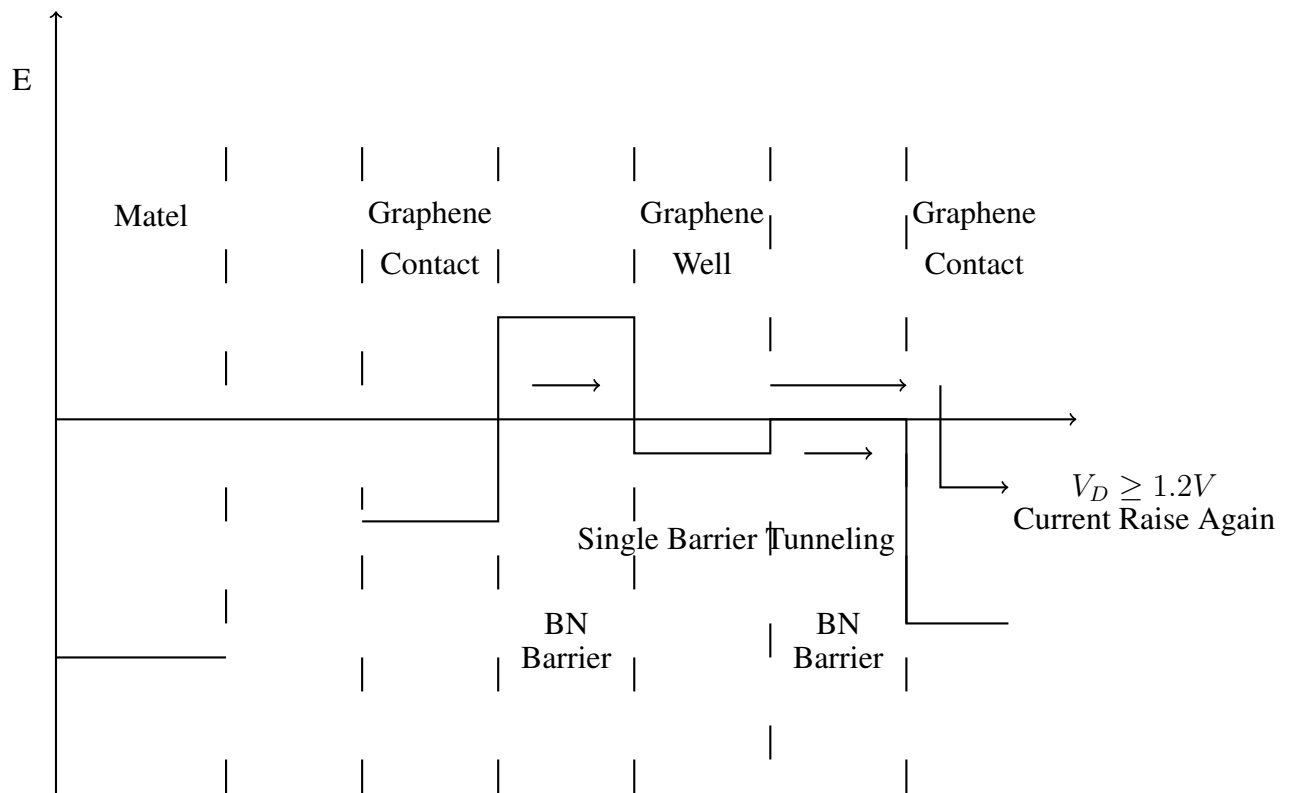 E
Matel
Graphene
Contact
Graphene
Well
Graphene
Contact
V_D ≥ 1.2V
Current Raise Again
Single Barrier Tunneling
BN
Barrier
BN
Barrier